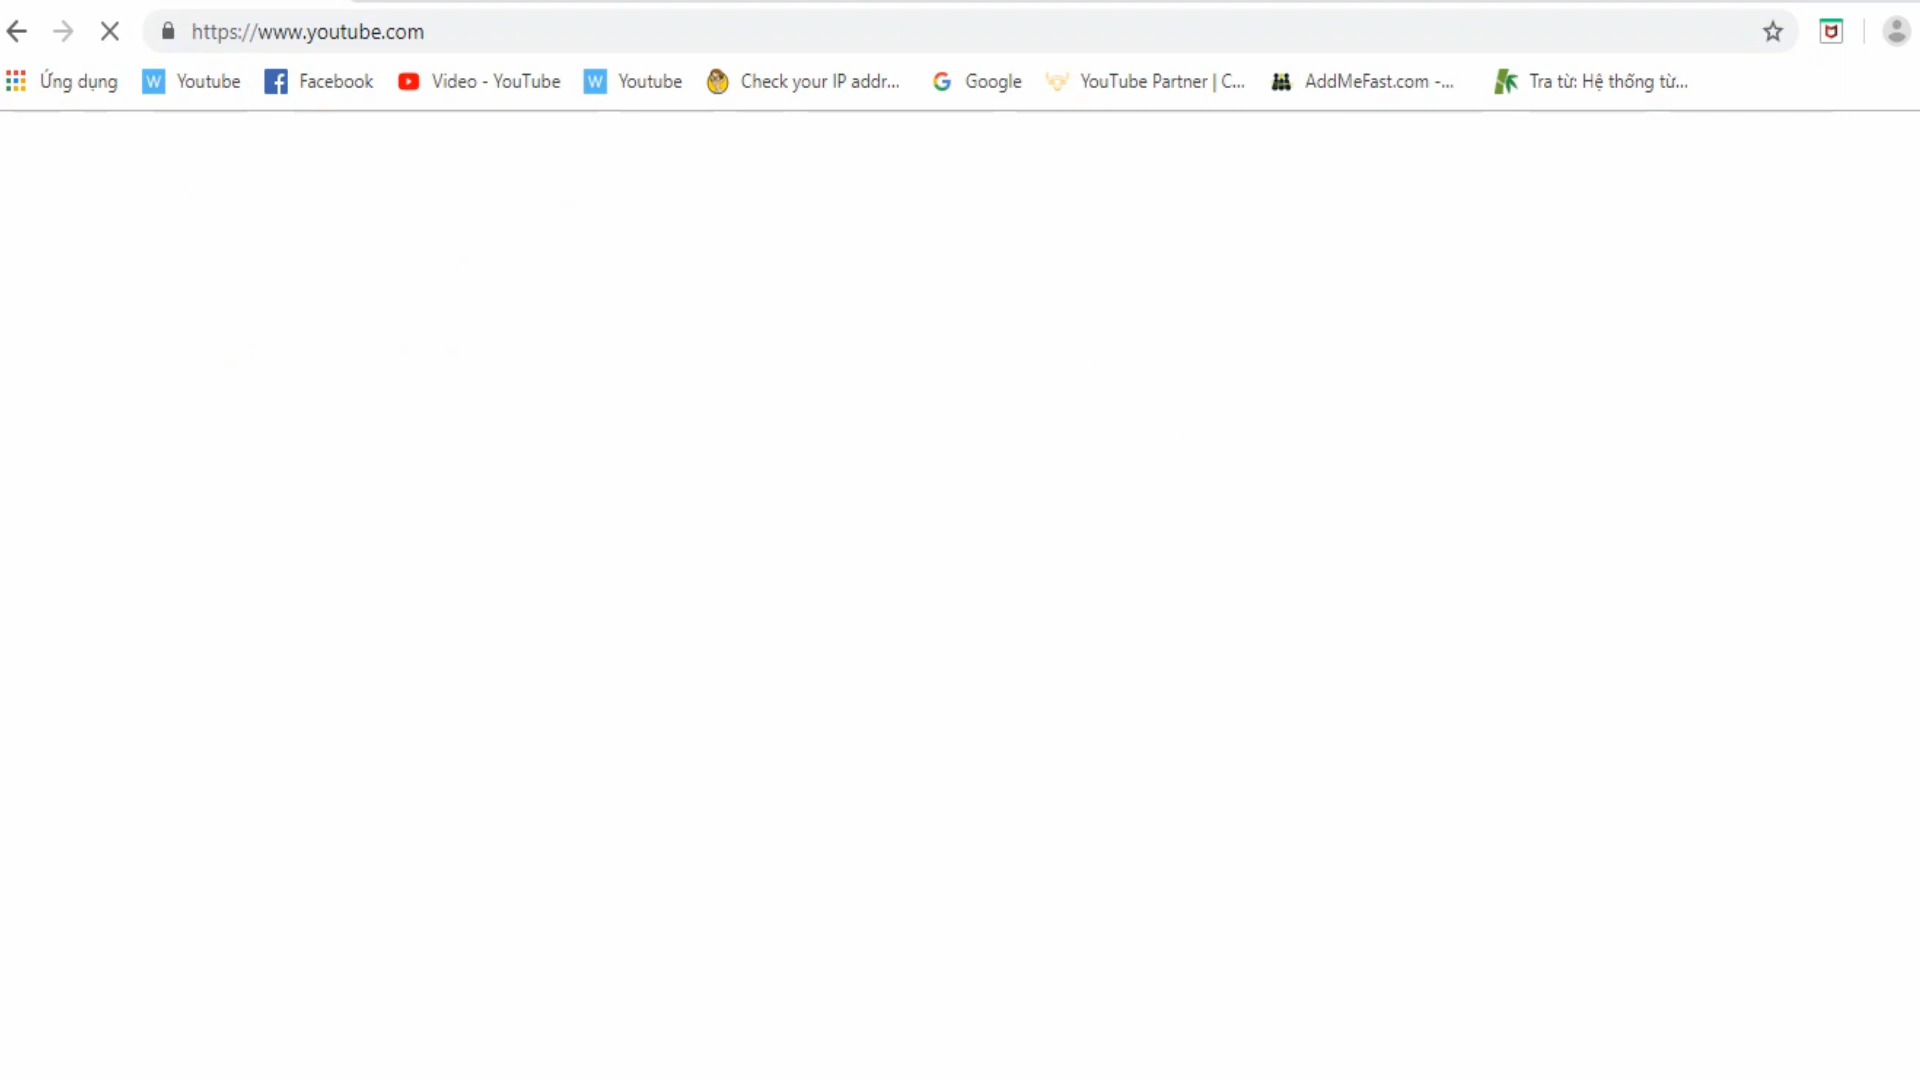 https://www.youtube.com
Ứng dụng Youtube Facebook Video - YouTube Youtube Check your IP addr... Google YouTube Partner | C... AddMeFast.com -... Tra từ: Hệ thống từ...